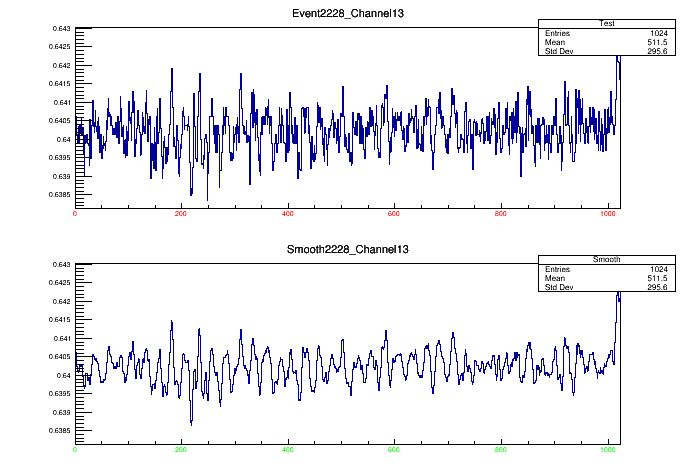 Event2228_Channel13
Test
Entries 1024
Mean 511.5
Std Dev 295.6
0.643
0.6425
0.642
0.6415
0.641
0.6405
0.64
0.6395
0.639
0.6385
0 200 400 600 800 1000
Smooth2228_Channel13
Smooth
Entries 1024
Mean 511.5
Std Dev 295.6
0.643
0.6425
0.642
0.6415
0.641
0.6405
0.64
0.6395
0.639
0.6385
0 200 400 600 800 1000